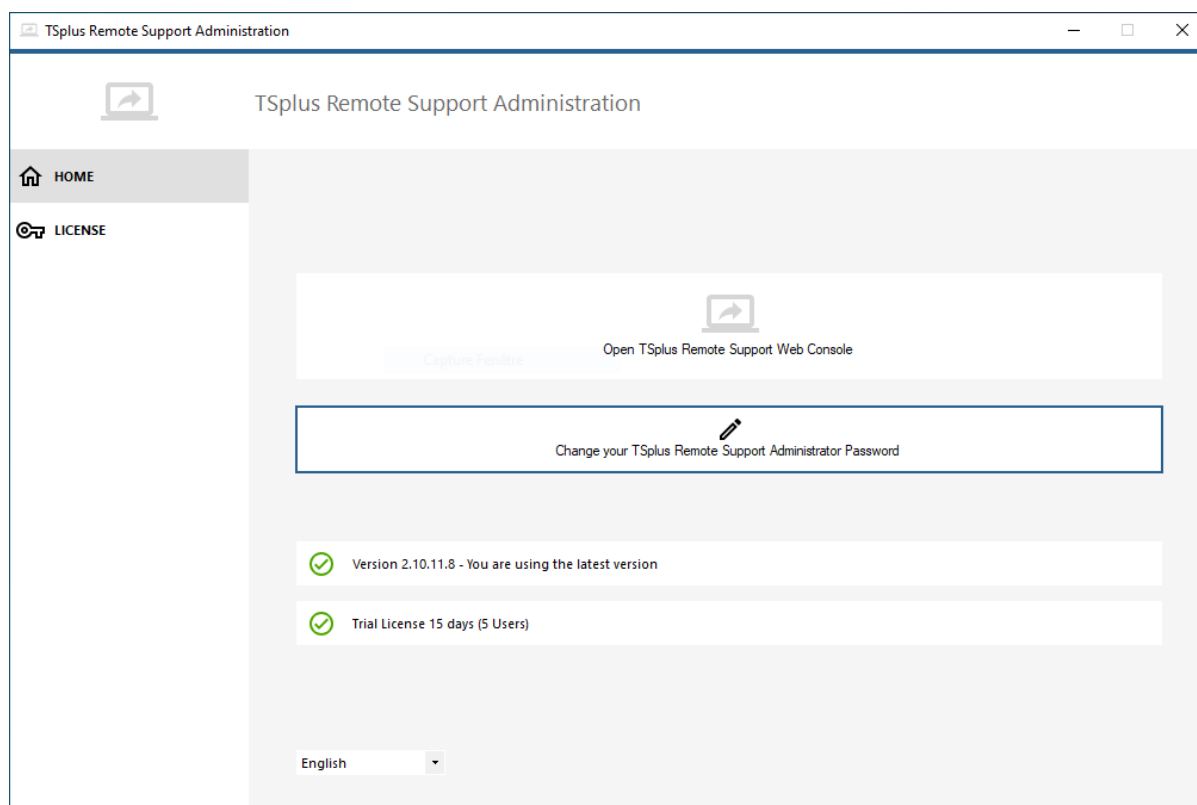 TSplus Remote Support Administration
TSplus Remote Support Administration
HOME
LICENSE
Open TSplus Remote Support Web Console
Capture Fenêtre
Change your TSplus Remote Support Administrator Password
Version 2.10.11.8 - You are using the latest version
Trial License 15 days (5 Users)
English